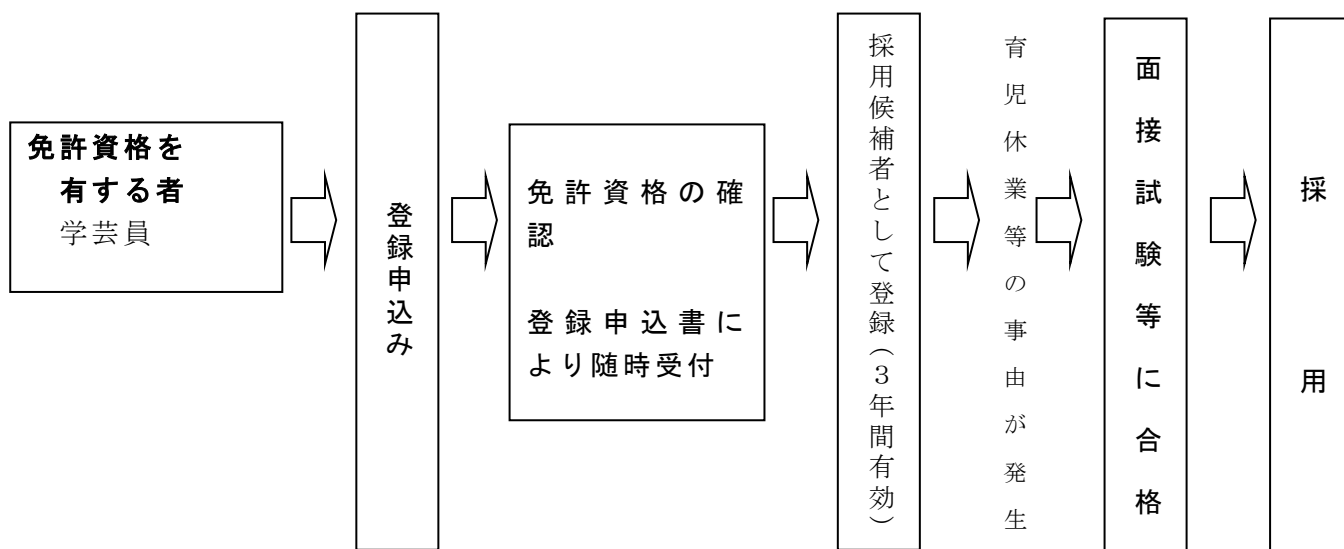 免許資格を
有する者
学芸員
登録申込み
免許資格の確
認
登録申込書に
より随時受付
採用候補者として登録（３年間有効）
育児休業等の事由が発生
面接試験等に合格
採用